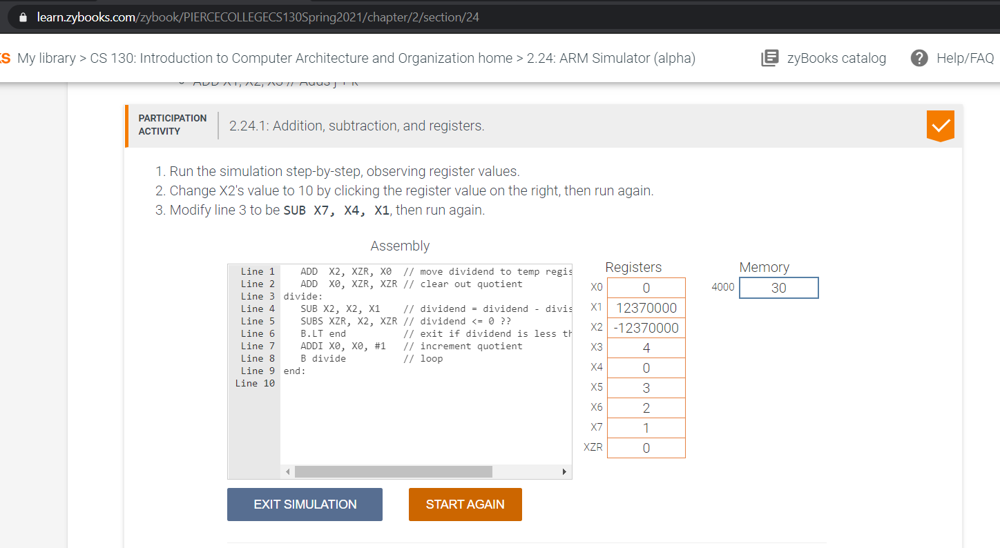 learn.zybooks.com/zybook/PIERCECOLLEGECS130Spring2021/chapter/2/section/24
S My library > CS 130: Introduction to Computer Architecture and Organization home > 2.24: ARM Simulator (alpha)
zyBooks catalog
? Help/FAQ
PARTICIPATION
ACTIVITY
2.24.1: Addition, subtraction, and registers.
1. Run the simulation step-by-step, observing register values.
2. Change X2's value to 10 by clicking the register value on the right, then run again.
3. Modify line 3 to be SUB X7, X4, X1, then run again.
Assembly
Line 1 ADD X2, XZR, X0 // move dividend to temp regis
Line 2 ADD X0, XZR, XZR // clear out quotient
Line 3 divide:
Line 4 SUB X2, X2, X1 // dividend = dividend - divis
Line 5 SUBS XZR, X2, XZR // dividend <= 0 ??
Line 6 B.LT end // exit if dividend is less th
Line 7 ADDI X0, X0, #1 // increment quotient
Line 8 B divide // loop
Line 9 end:
Line 10
Registers
X0 0
X1 12370000
X2 -12370000
X3 4
X4 0
X5 3
X6 2
X7 1
XZR 0
Memory
4000 30
EXIT SIMULATION
START AGAIN